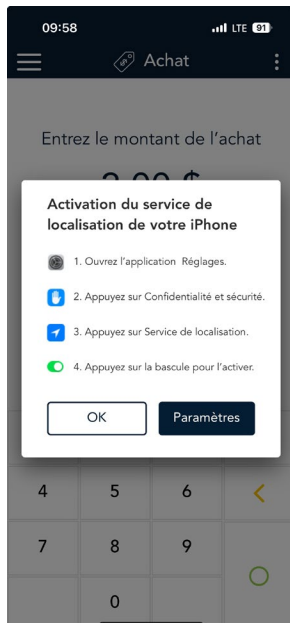 09:58
LTE 91
Achat
Entrez le montant de l'achat
Activation du service de
localisation de votre iPhone
1. Ouvrez l'application Réglages.
2. Appuyez sur Confidentialité et sécurité.
3. Appuyez sur Service de localisation.
4. Appuyez sur la bascule pour l'activer.
OK
Paramètres
4
5
6
7
8
9
0